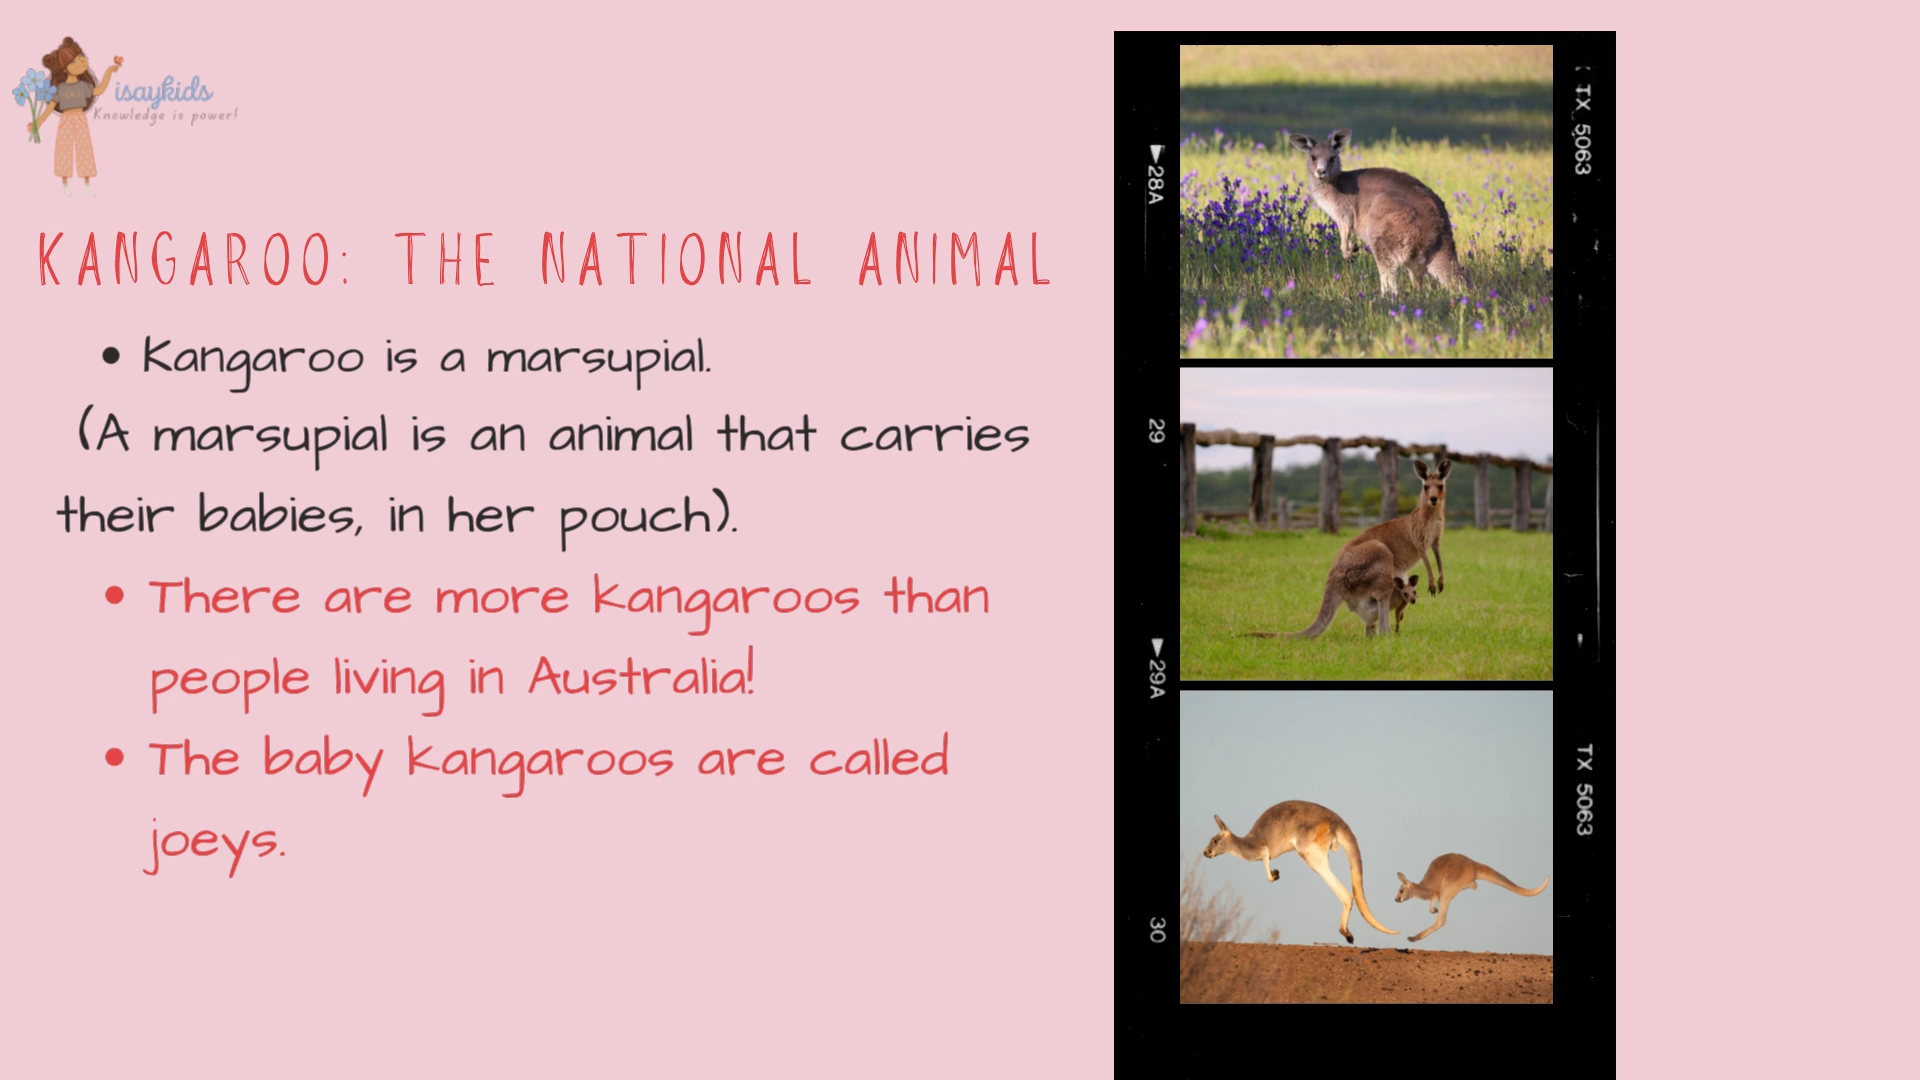 isaykids
Knowledge is power!
KANGAROO: THE NATIONAL ANIMAL
• Kangaroo is a marsupial.
(A marsupial is an animal that carries
their babies, in her pouch).
• There are more kangaroos than
people living in Australia!
• The baby kangaroos are called
joeys.
TX 5063
▶28A
29
▶29A
TX 5063
30